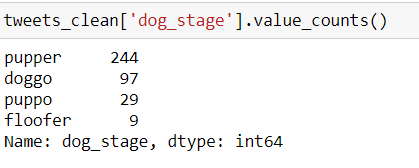 tweets_clean['dog_stage'].value_counts()
pupper     244
doggo       97
puppo       29
floofer      9
Name: dog_stage, dtype: int64